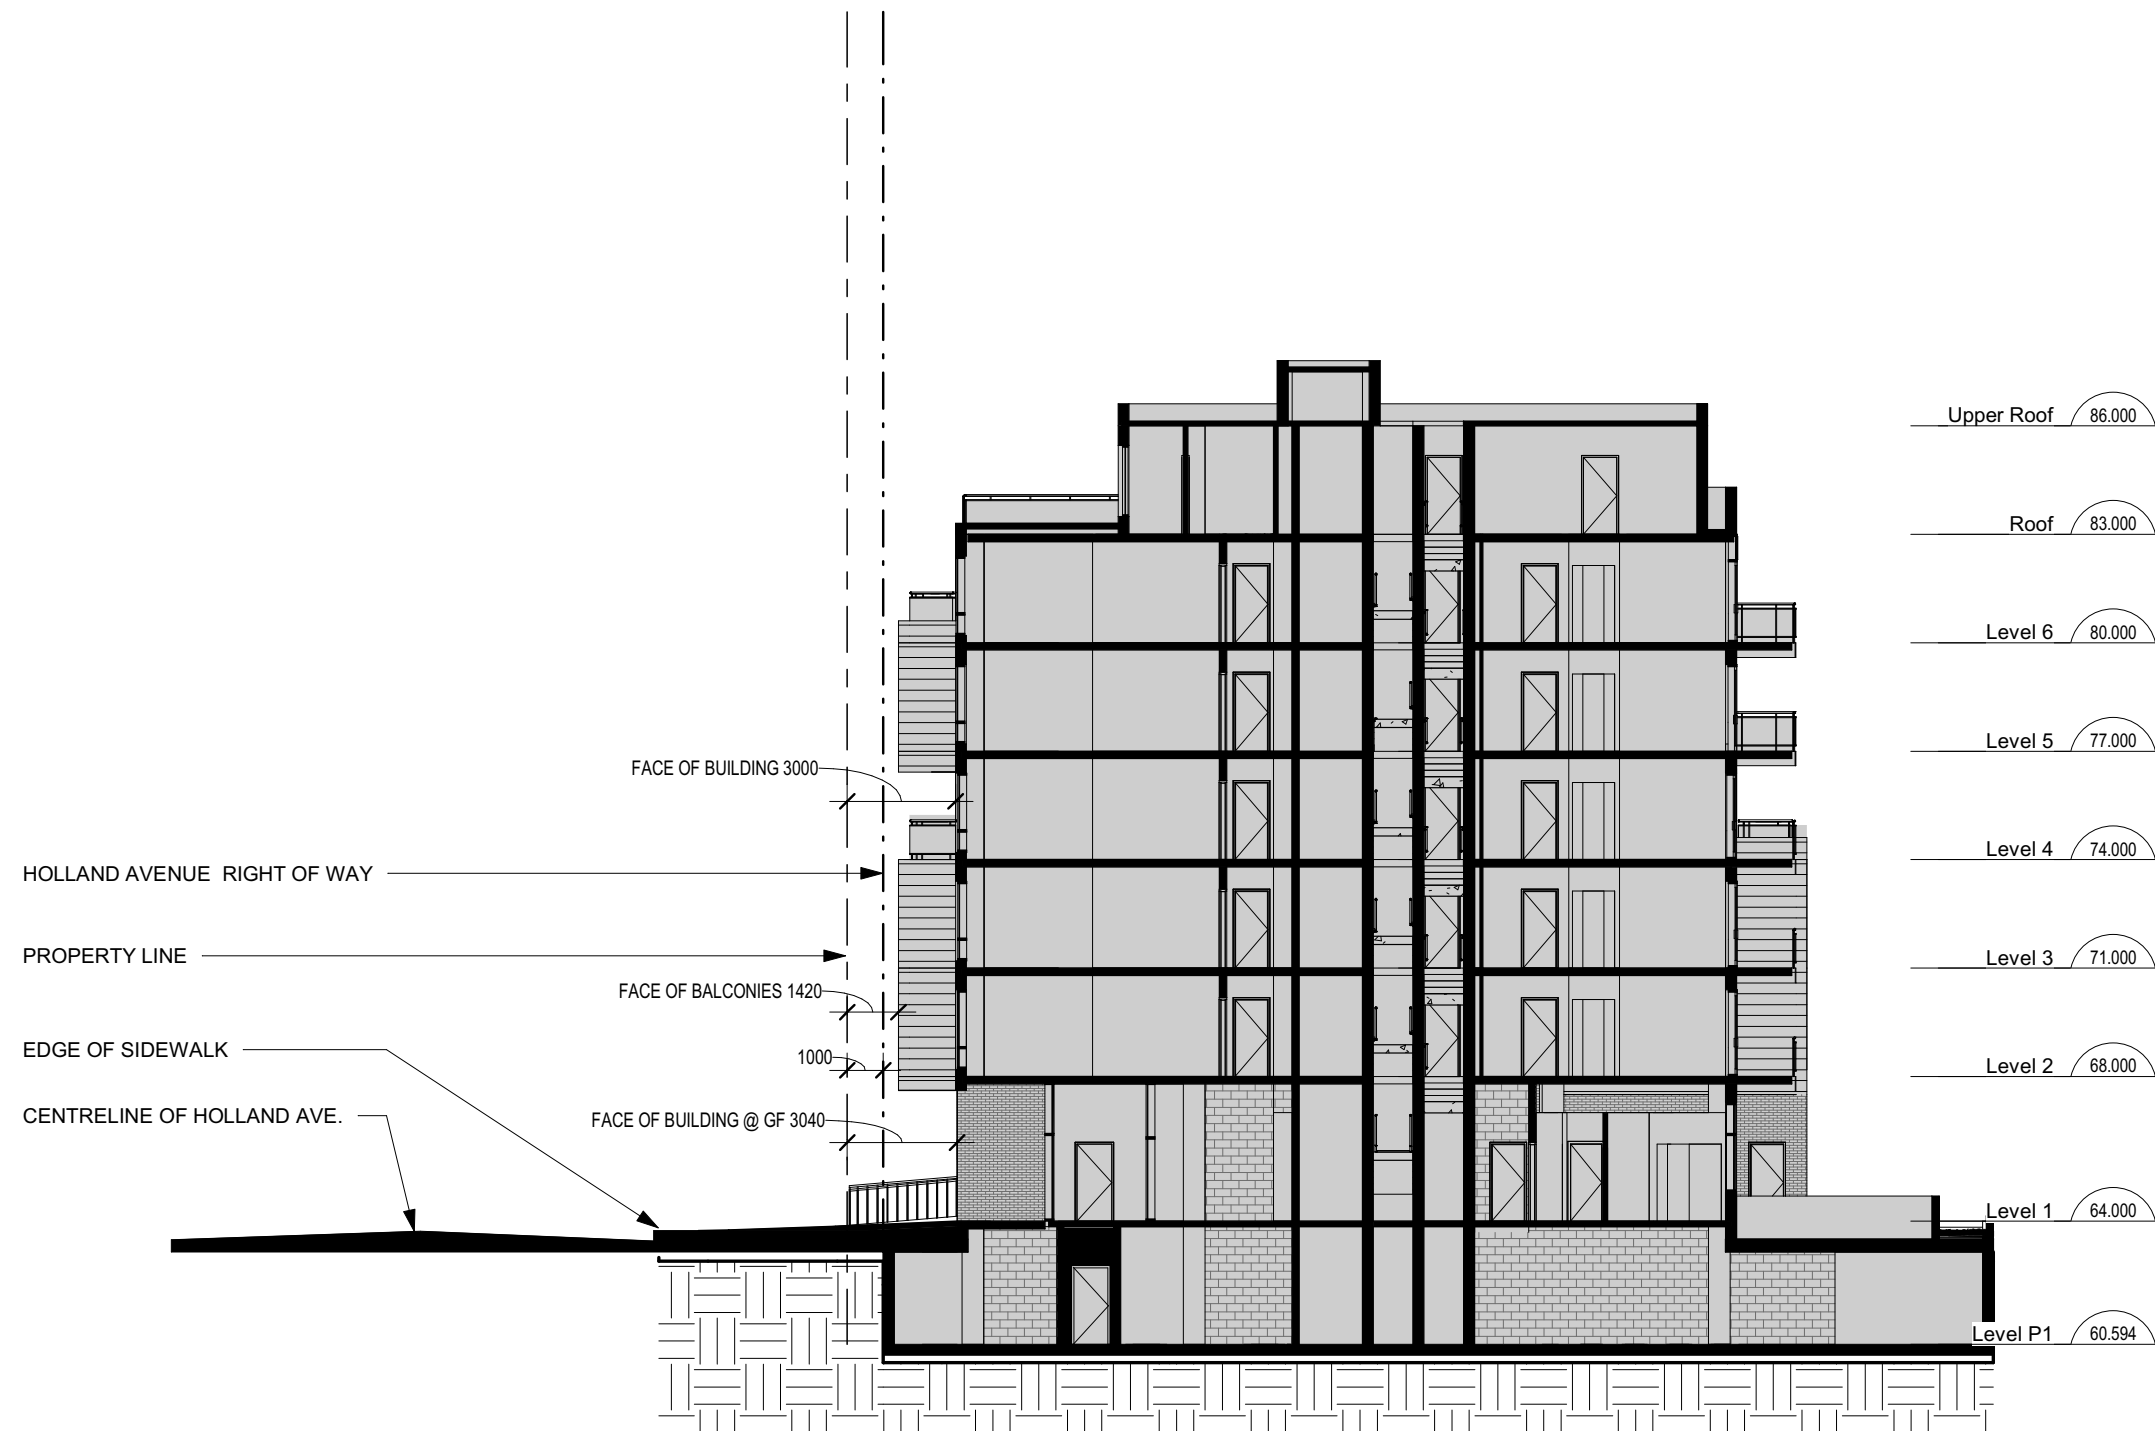 Upper Roof 86.000
Roof 83.000
Level 6 80.000
Level 5 77.000
FACE OF BUILDING 3000
Level 4 74.000
HOLLAND AVENUE RIGHT OF WAY
Level 3 71.000
PROPERTY LINE
FACE OF BALCONIES 1420
EDGE OF SIDEWALK
1000
Level 2 68.000
CENTRELINE OF HOLLAND AVE.
FACE OF BUILDING @ GF 3040
Level 1 64.000
Level P1 60.594